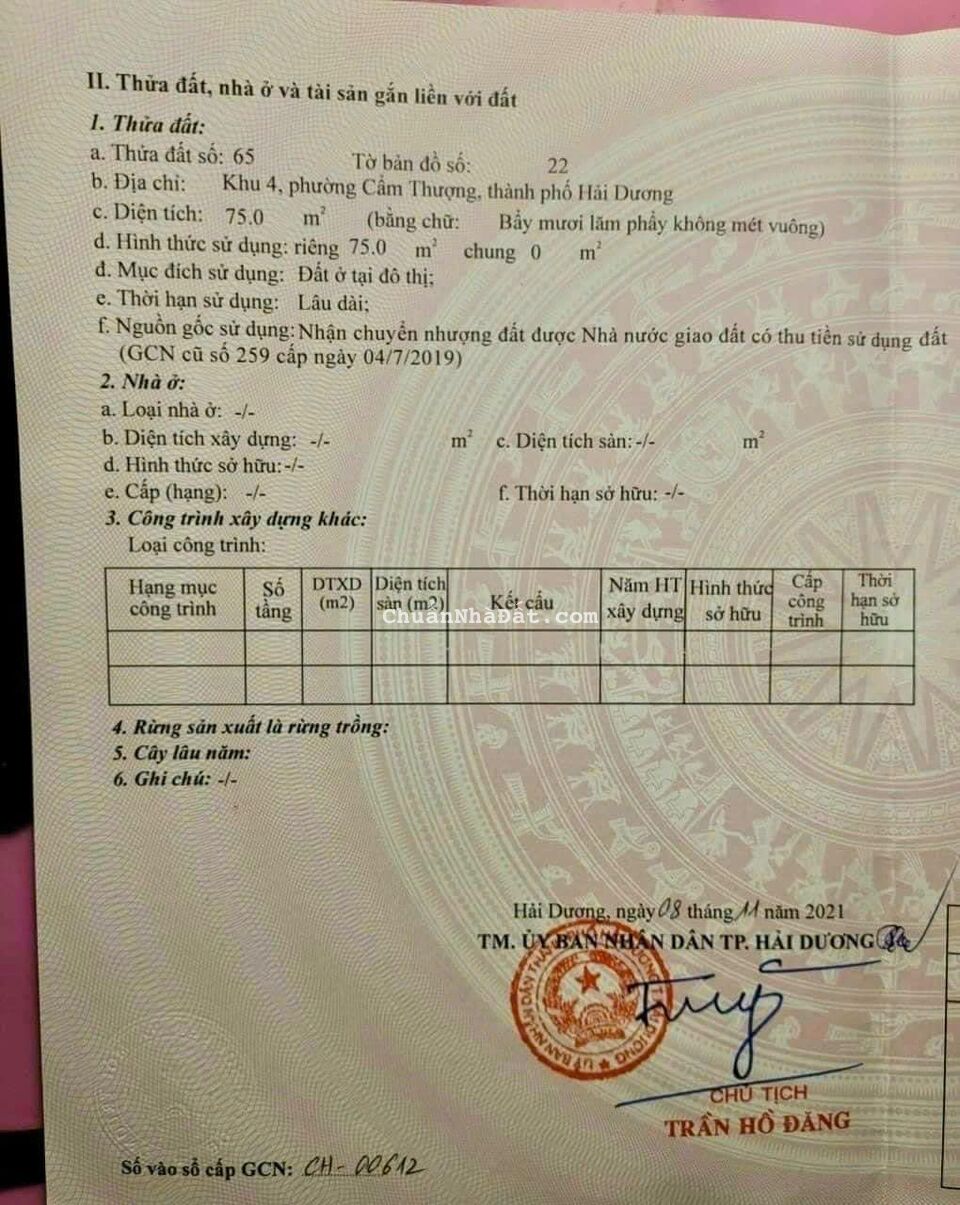 II. Thửa đất, nhà ở và tài sản gắn liền với đất
1. Thửa đất:
a. Thửa đất số: 65 Tờ bản đồ số: 22
b. Địa chỉ: Khu 4, phường Cẩm Thượng, thành phố Hải Dương
c. Diện tích: 75.0 m² (bằng chữ: Bẩy mươi lăm phẩy không mét vuông)
d. Hình thức sử dụng: riêng 75.0 m² chung 0 m²
đ. Mục đích sử dụng: Đất ở tại đô thị;
e. Thời hạn sử dụng: Lâu dài;
f. Nguồn gốc sử dụng: Nhận chuyển nhượng đất được Nhà nước giao đất có thu tiền sử dụng đất
(GCN cũ số 259 cấp ngày 04/7/2019)
2. Nhà ở:
a. Loại nhà ở: -/-
b. Diện tích xây dựng: -/- m² c. Diện tích sàn: -/- m²
d. Hình thức sở hữu: -/-
e. Cấp (hạng): -/- f. Thời hạn sở hữu: -/-
3. Công trình xây dựng khác:
Loại công trình:
Hạng mục công trình Số tầng DTXD (m2) Diện tích sàn (m2) Kết cấu Năm HT xây dựng Hình thức sở hữu Cấp công trình Thời hạn sở hữu
ChuanNhaDat.com
4. Rừng sản xuất là rừng trồng:
5. Cây lâu năm:
6. Ghi chú: -/-
Hải Dương, ngày 08 tháng 11 năm 2021
TM. ỦY BAN NHÂN DÂN TP. HẢI DƯƠNG
CHỦ TỊCH
TRẦN HỒ ĐĂNG
Số vào sổ cấp GCN: CH-00612